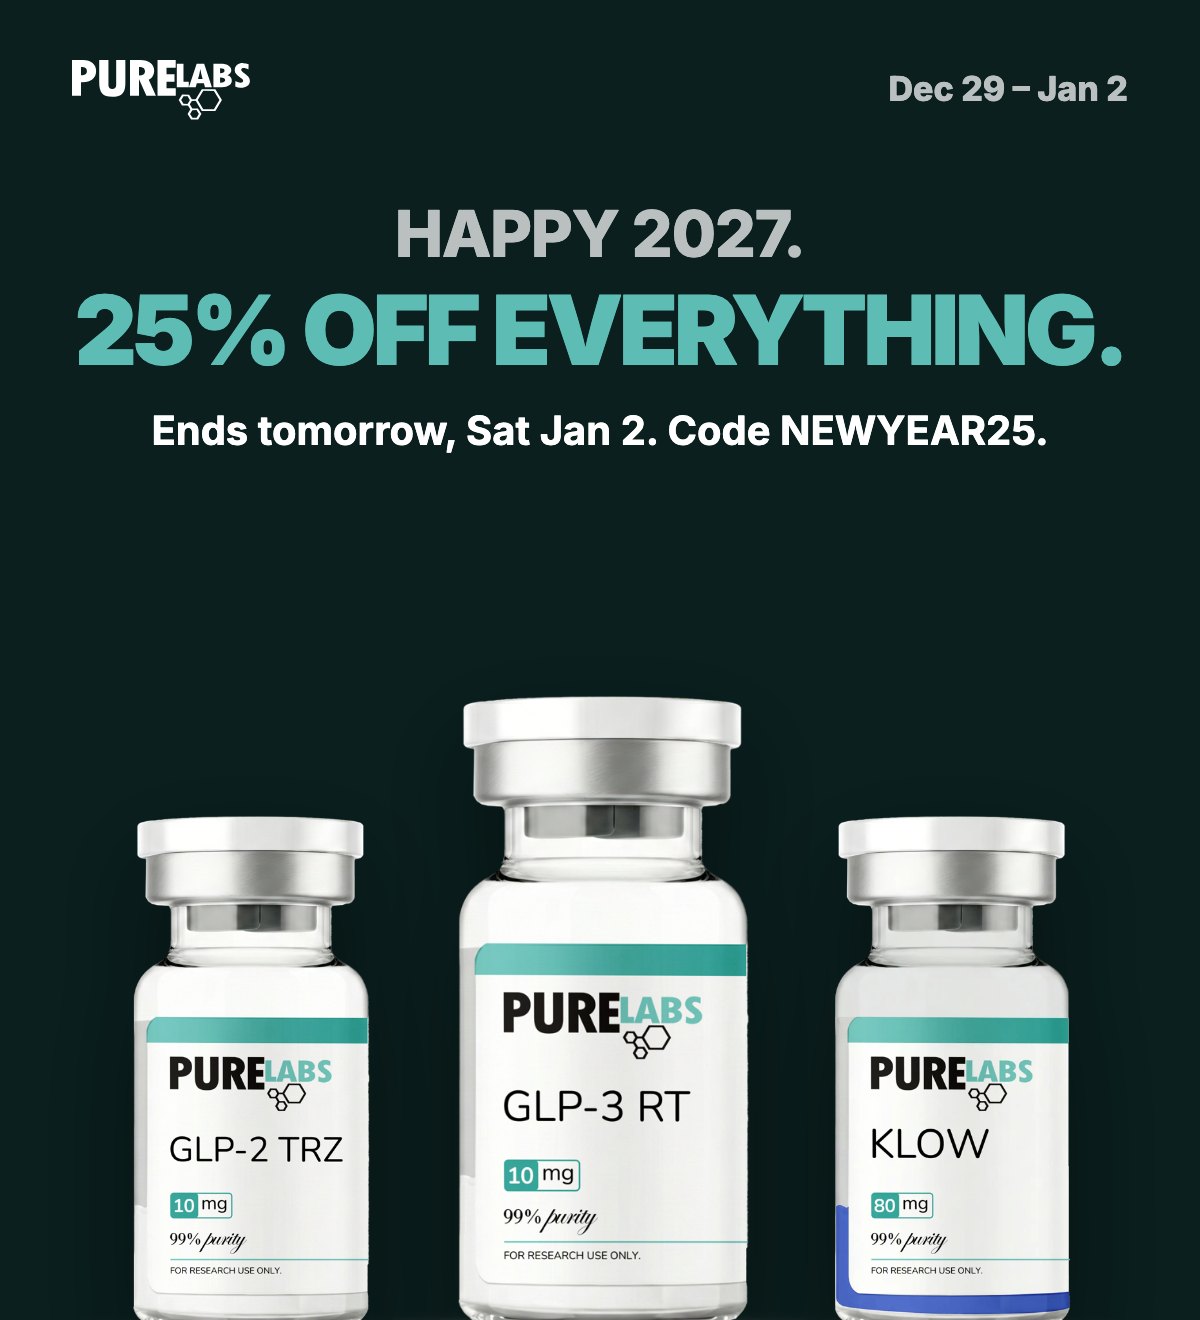 PURELABS
Dec 29 – Jan 2
HAPPY 2027.
25% OFF EVERYTHING.
Ends tomorrow, Sat Jan 2. Code NEWYEAR25.
PURELABS
GLP-2 TRZ
10 mg
99% purity
FOR RESEARCH USE ONLY.
PURELABS
GLP-3 RT
10 mg
99% purity
FOR RESEARCH USE ONLY.
PURELABS
KLOW
80 mg
99% purity
FOR RESEARCH USE ONLY.